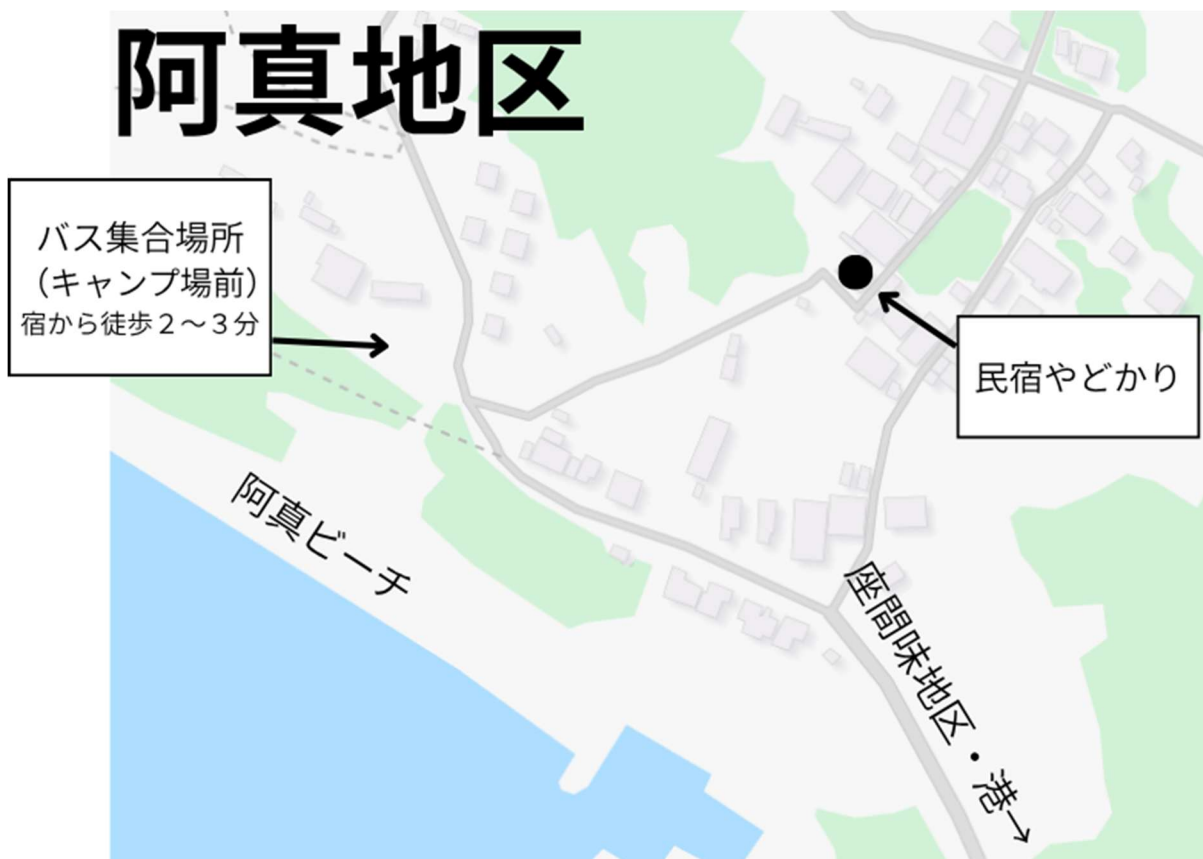 阿真地区
バス集合場所
（キャンプ場前）
宿から徒歩２～３分
民宿やどかり
阿真ビーチ
座間味地区・港→